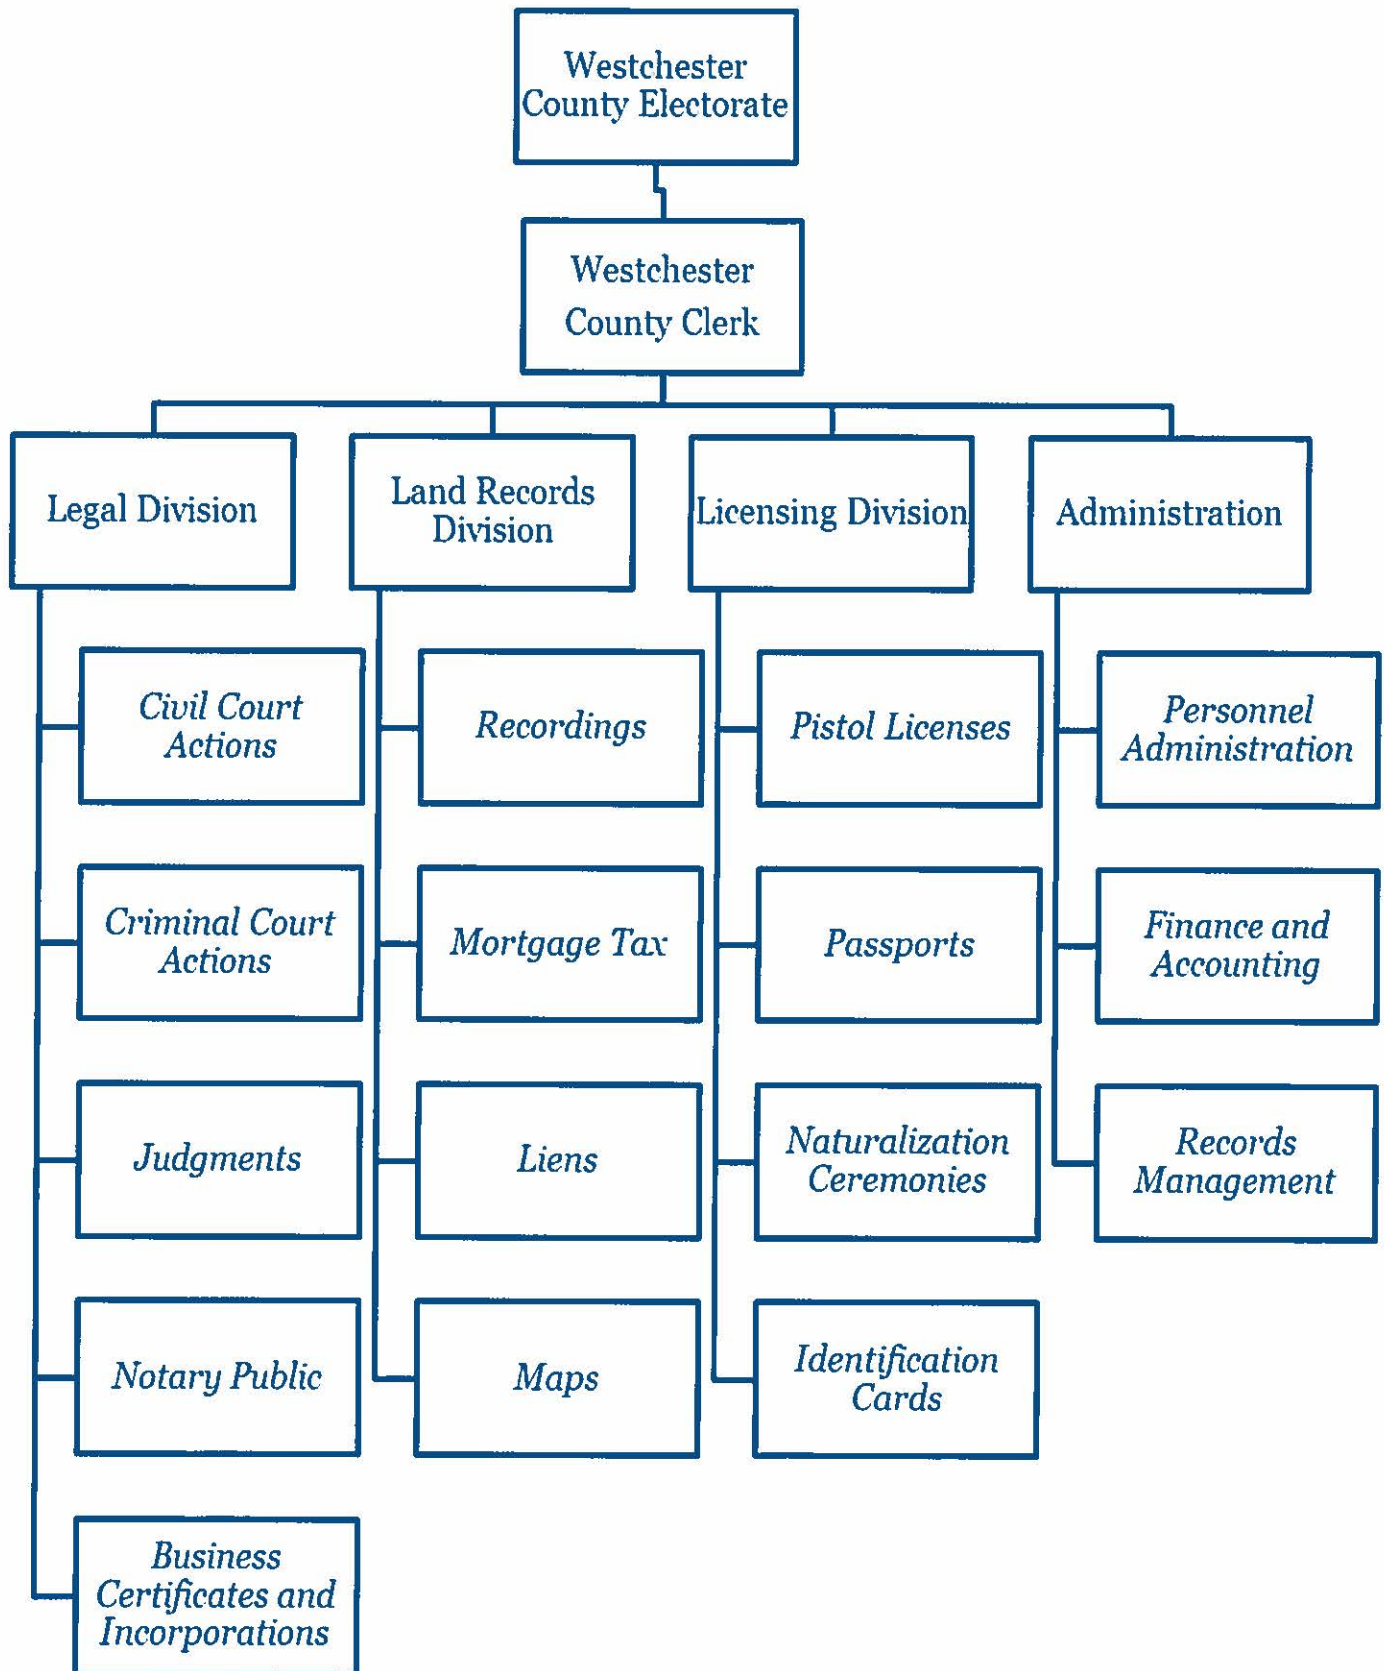 Westchester
County Electorate
Westchester
County Clerk
Legal Division
Land Records
Division
Licensing Division
Administration
Civil Court
Actions
Criminal Court
Actions
Judgments
Notary Public
Business
Certificates and
Incorporations
Recordings
Mortgage Tax
Liens
Maps
Pistol Licenses
Passports
Naturalization
Ceremonies
Identification
Cards
Personnel
Administration
Finance and
Accounting
Records
Management